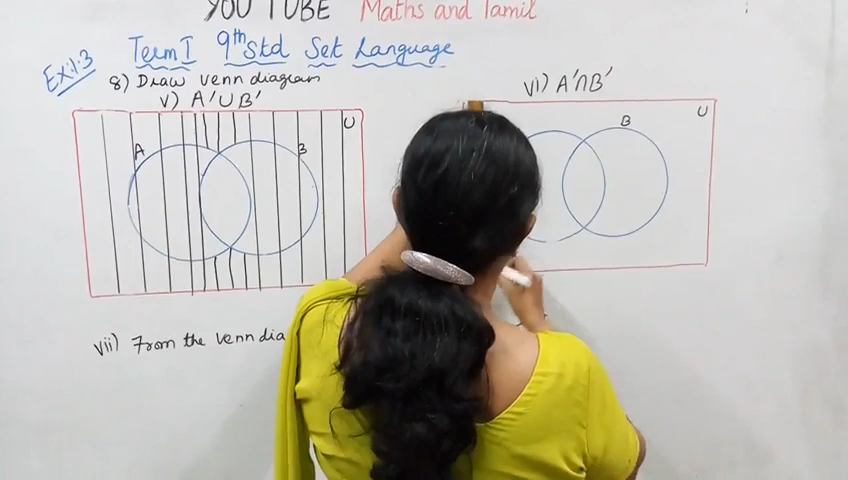 YOU TUBE Maths and Tamil
Term I 9th Std Set Language
Ex:1.3
8) Draw venn diagram
v) A'UB'
vi) A'∩B'
U
A
B
U
B
vii) From the venn dia